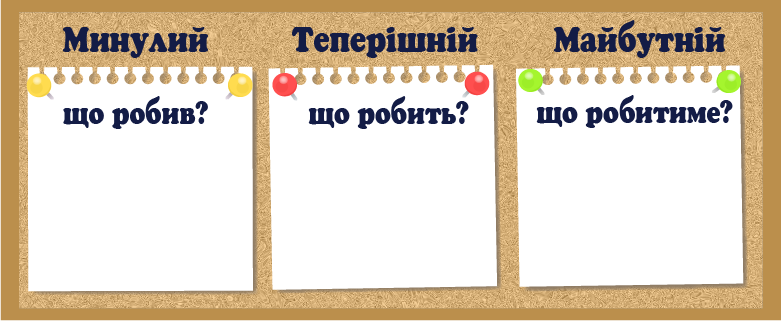 Минулий
що робив?
Теперішній
що робить?
Майбутній
що робитиме?